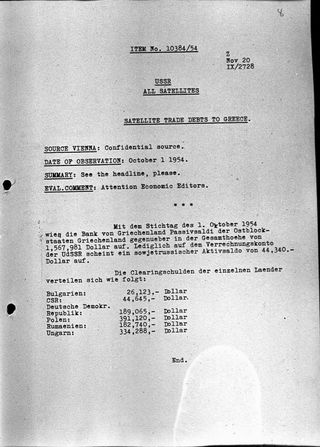 8
ITEM No. 10384/54
Z
Nov 20
IX/2728
USSR
ALL SATELLITES
SATELLITE TRADE DEBTS TO GREECE.
SOURCE VIENNA: Confidential source.
DATE OF OBSERVATION: October 1 1954.
SUMMARY: See the headline, please.
EVAL.COMMENT: Attention Economic Editors.
* * *
Mit dem Stichtag des 1. Oktober 1954
wies die Bank von Griechenland Passivsaldi der Ostblock-
staaten Griechenland gegenueber in der Gesamthoehe von
1,567,981 Dollar auf. Lediglich auf dem Verrechnungskonto
der UdSSR scheint ein sowjetrussischer Aktivsaldo von 44,340.-
Dollar auf.
Die Clearingschulden der einzelnen Laender
verteilen sich wie folgt:
Bulgarien: 26,123,- Dollar
CSR: 44,645,- Dollar.
Deutsche Demokr.
Republik: 189,065,- Dollar
Polen: 391,120,- Dollar
Rumaenien: 182,740,- Dollar
Ungarn: 334,288,- Dollar
End.